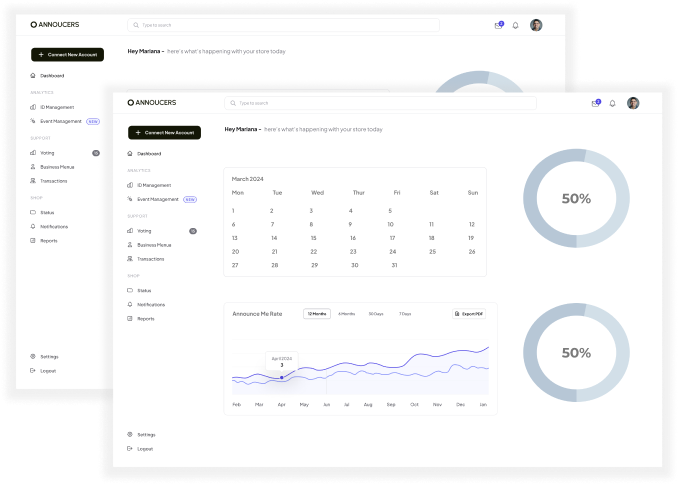 ANNOUCERS
Type to search
2
+ Connect New Account
Hey Mariana - here's what's happening with your store today
Dashboard
ANALYTICS
ID Management
Event Management NEW
SUPPORT
Voting 12
Business Menus
Transactions
SHOP
Status
Notifications
Reports
Settings
Logout
ANNOUCERS
Type to search
2
+ Connect New Account
Hey Mariana - here's what's happening with your store today
Dashboard
ANALYTICS
ID Management
Event Management NEW
SUPPORT
Voting 12
Business Menus
Transactions
SHOP
Status
Notifications
Reports
Settings
Logout
March 2024
Mon Tue Wed Thur Fri Sat Sun
1 2 3 4 5
6 7 8 9 10 11 12
13 14 15 16 17 18 19
20 21 22 23 24 25 26
27 28 29 30 31
50%
Announce Me Rate 12 Months 6 Months 30 Days 7 Days Export PDF
3
Feb Mar Apr May Jun Jul Aug Sep Oct Nov Dec Jan
50%